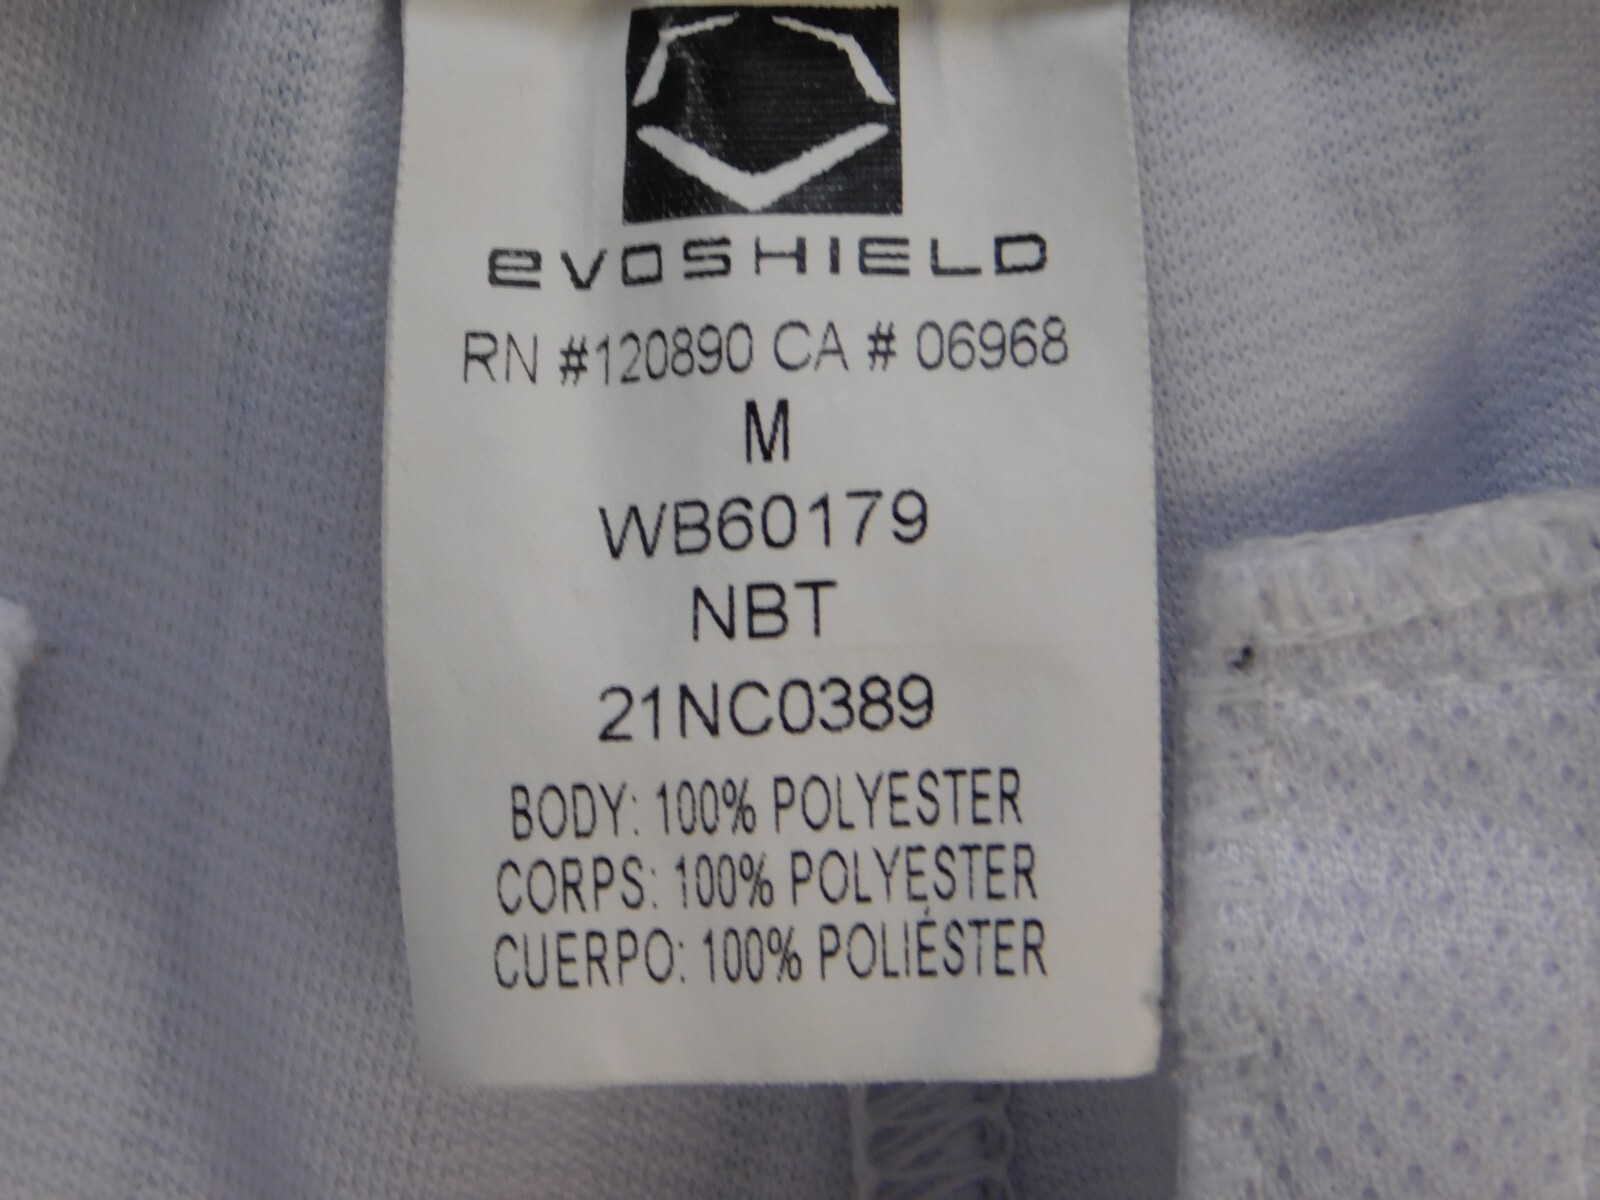 evoSHIELD
RN #120890 CA # 06968
M
WB60179
NBT
21NC0389
BODY: 100% POLYESTER
CORPS: 100% POLYESTER
CUERPO: 100% POLIÉSTER